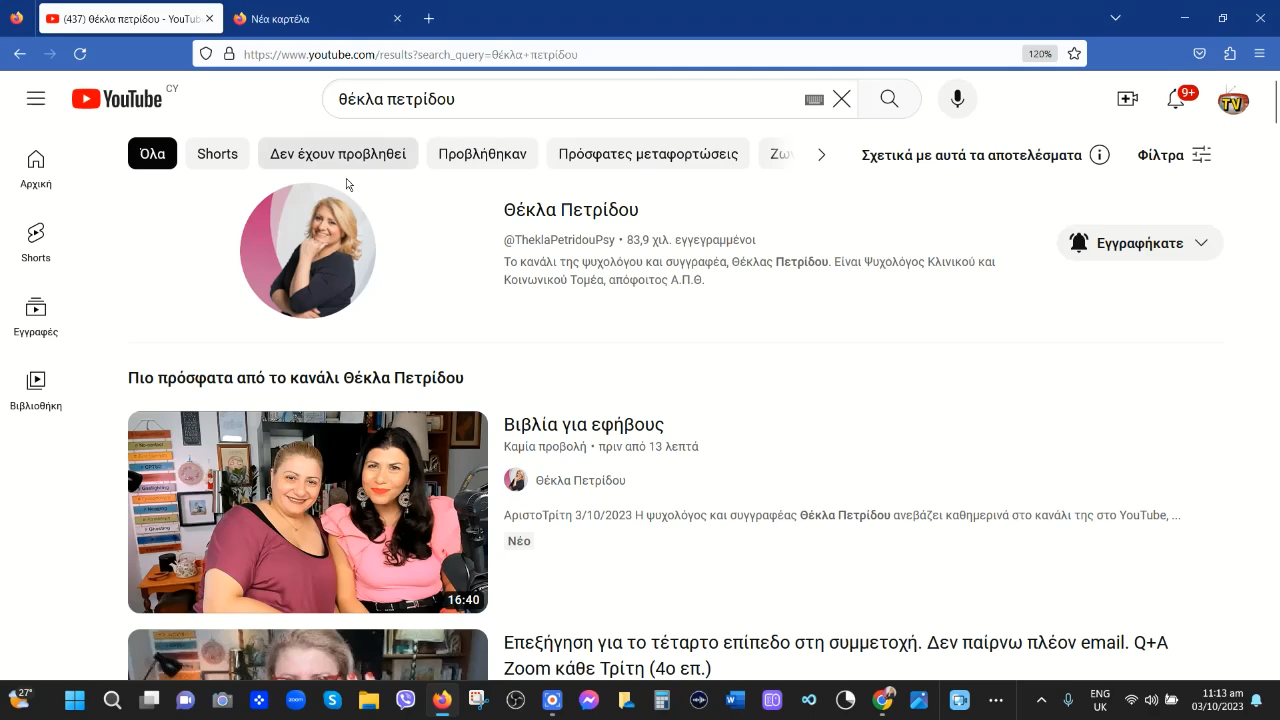 (437) θέκλα πετρίδου - YouTub
Νέα καρτέλα
https://www.youtube.com/results?search_query=θέκλα+πετρίδου
120%
YouTube CY
θέκλα πετρίδου
9+
TV
Όλα
Shorts
Δεν έχουν προβληθεί
Προβλήθηκαν
Πρόσφατες μεταφορτώσεις
Ζων
Σχετικά με αυτά τα αποτελέσματα
Φίλτρα
Αρχική
Shorts
Εγγραφές
Βιβλιοθήκη
Θέκλα Πετρίδου
@TheklaPetridouPsy • 83,9 χιλ. εγγεγραμμένοι
Το κανάλι της ψυχολόγου και συγγραφέα, Θέκλας Πετρίδου. Είναι Ψυχολόγος Κλινικού και
Κοινωνικού Τομέα, απόφοιτος Α.Π.Θ.
Εγγραφήκατε
Πιο πρόσφατα από το κανάλι Θέκλα Πετρίδου
Βιβλία για εφήβους
Καμία προβολή • πριν από 13 λεπτά
Θέκλα Πετρίδου
ΑριστοΤρίτη 3/10/2023 Η ψυχολόγος και συγγραφέας Θέκλα Πετρίδου ανεβάζει καθημερινά στο κανάλι της στο YouTube, ...
Νέο
16:40
Επεξήγηση για το τέταρτο επίπεδο στη συμμετοχή. Δεν παίρνω πλέον email. Q+A
Zoom κάθε Τρίτη (4ο επ.)
27°
zoom
ENG
UK
11:13 am
03/10/2023